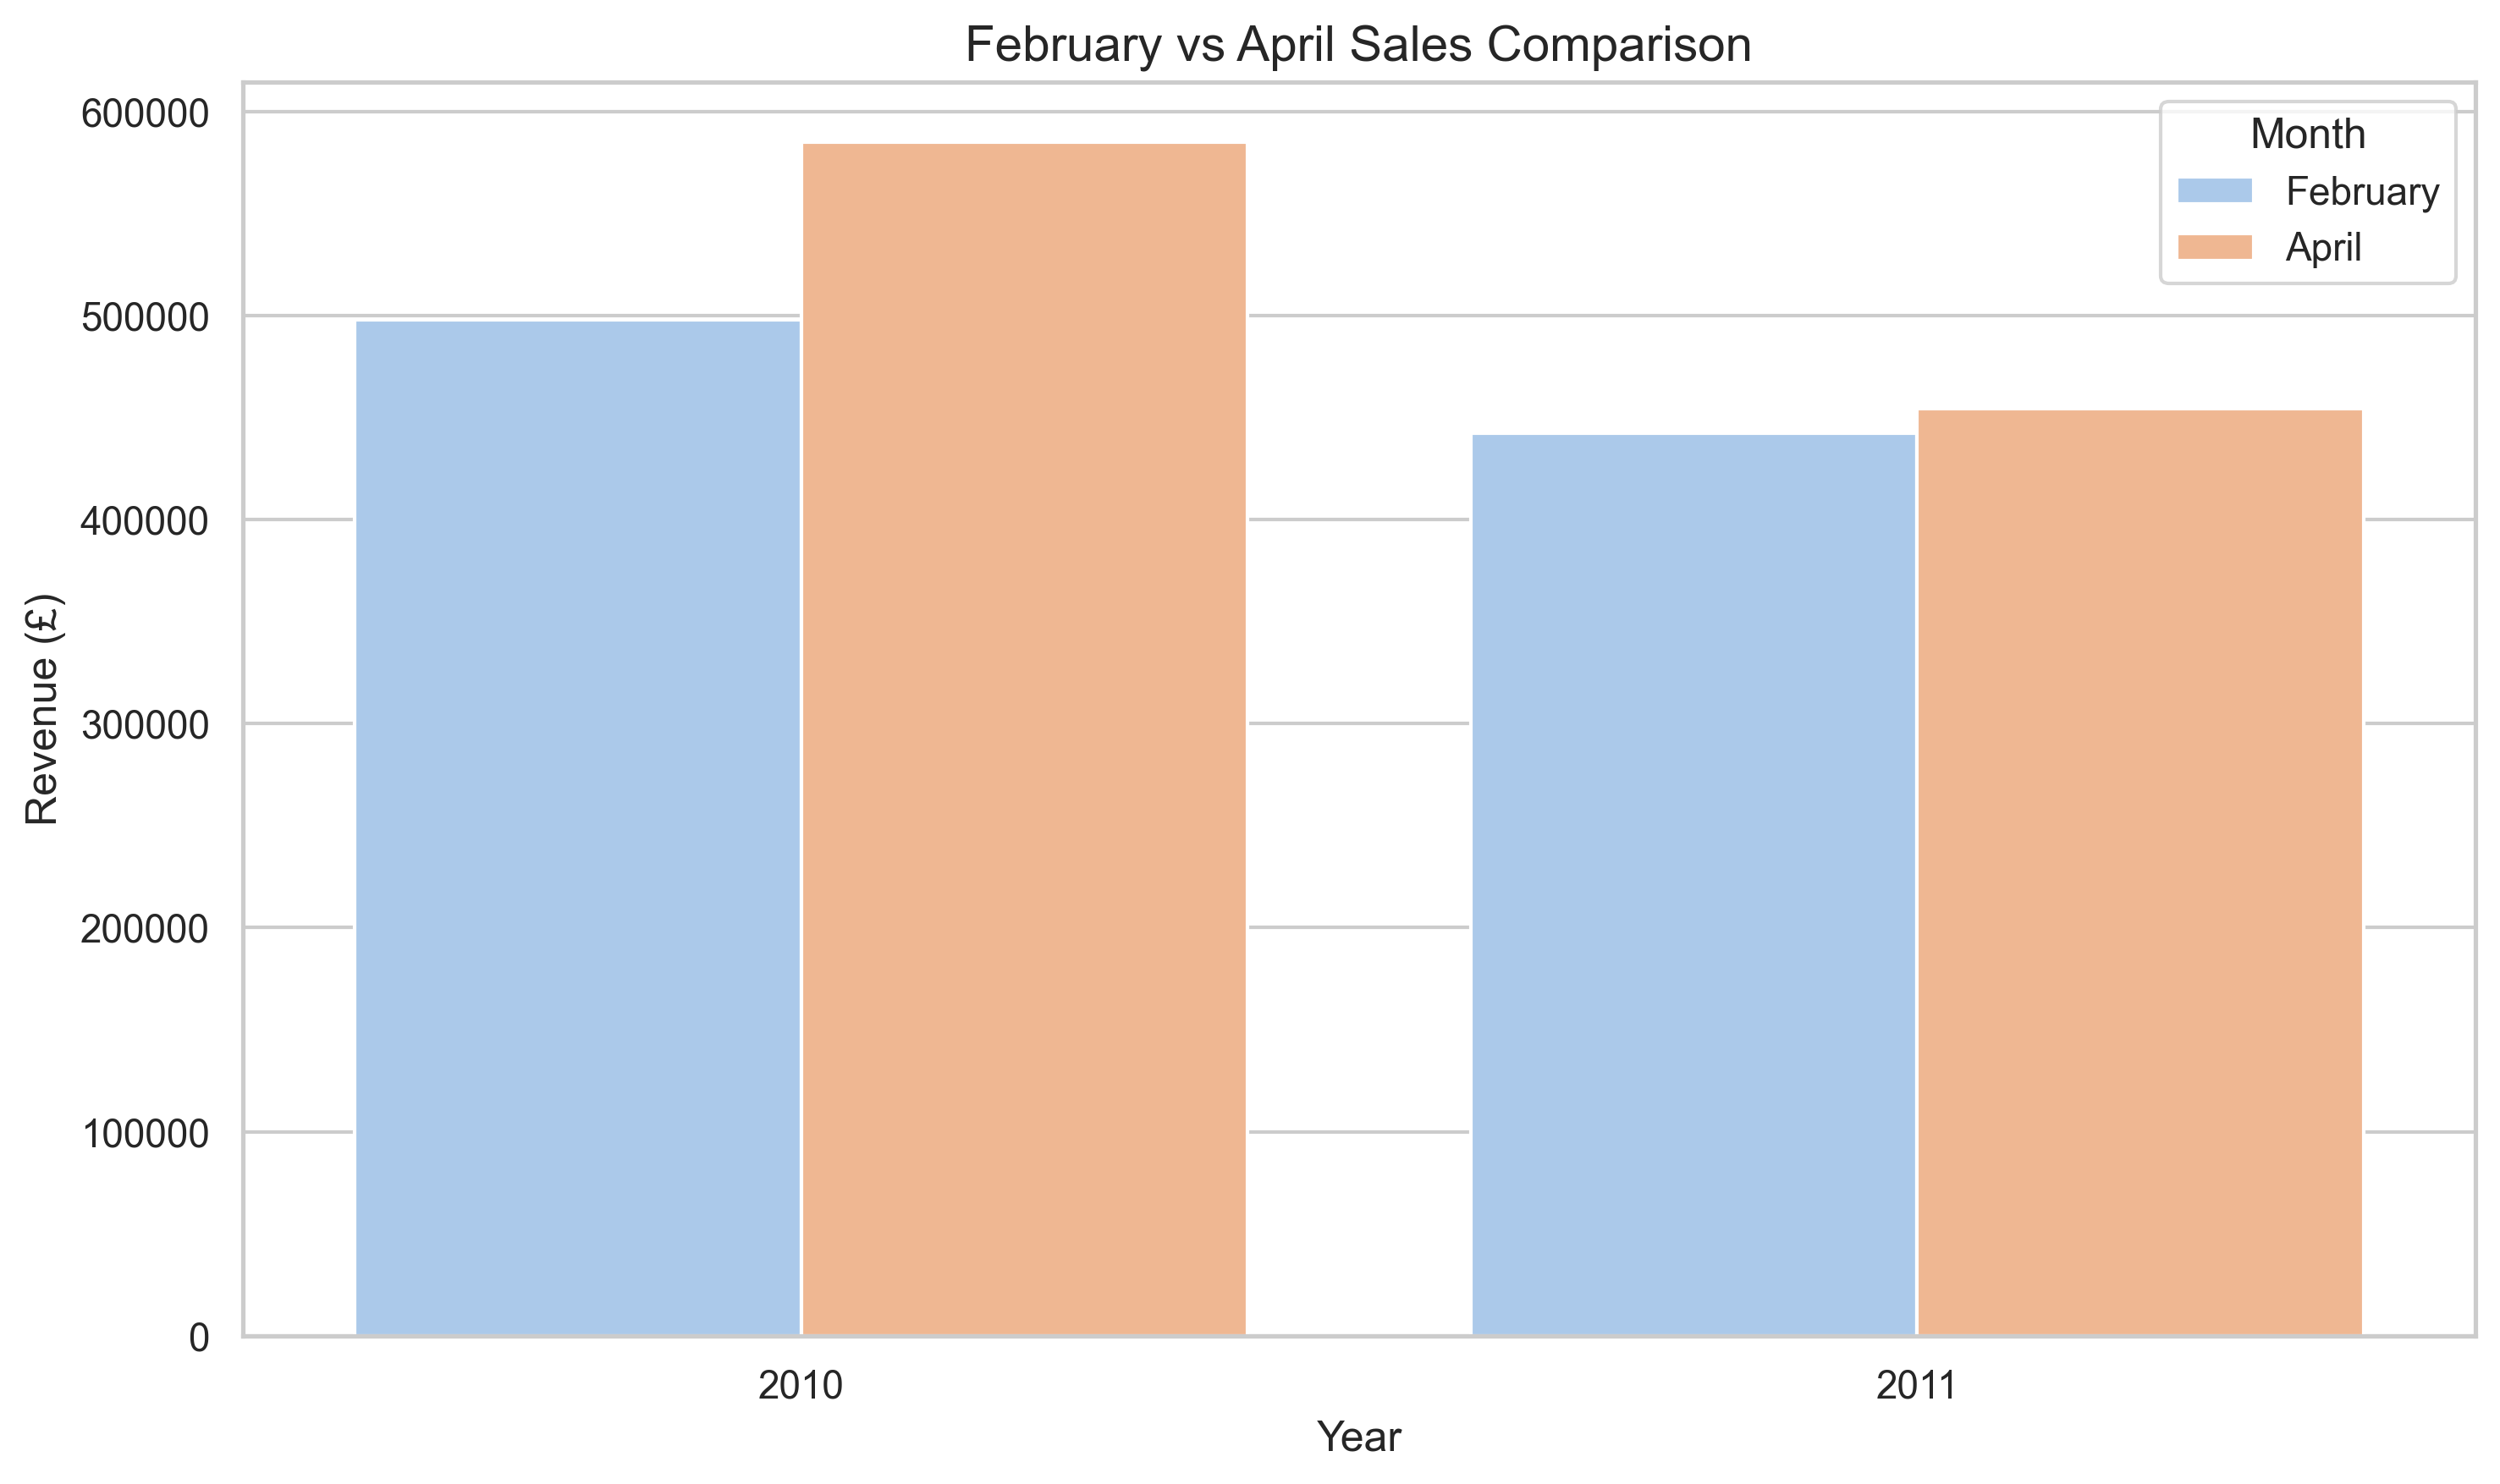 February vs April Sales Comparison
Month
February
April
Revenue (£)
600000
500000
400000
300000
200000
100000
0
2010 2011
Year